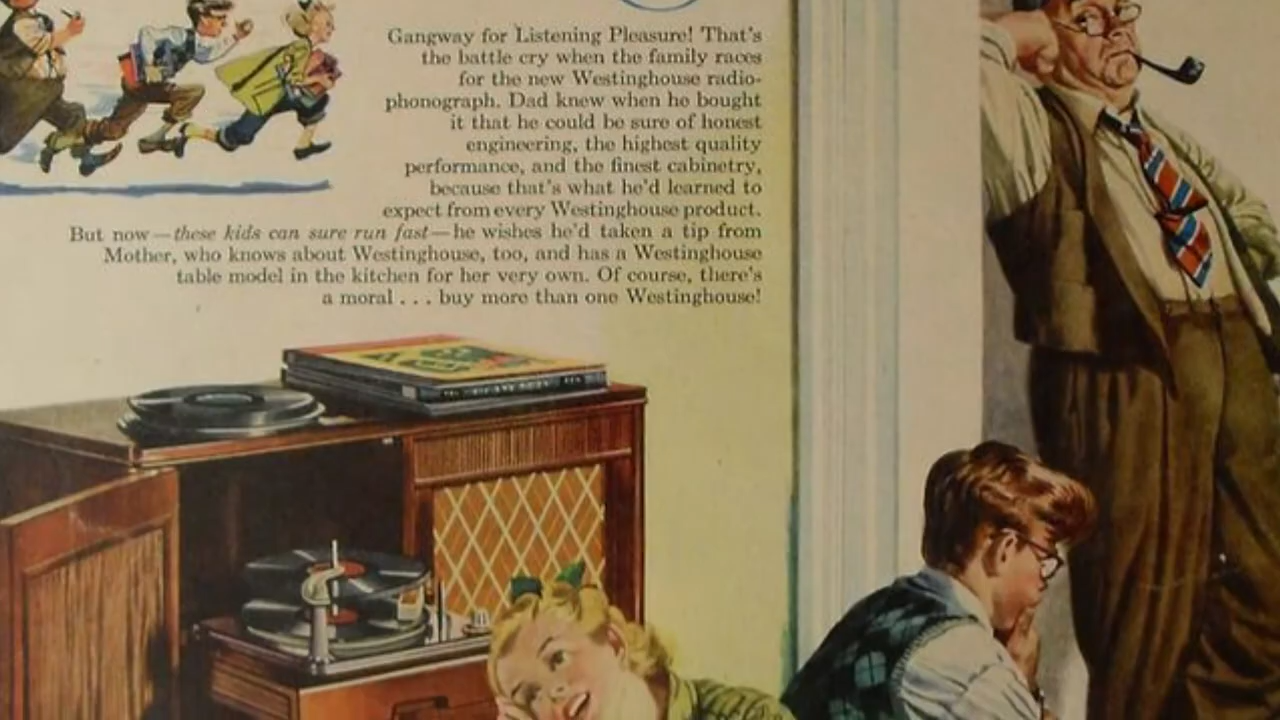 Gangway for Listening Pleasure! That's
the battle cry when the family races
for the new Westinghouse radio-
phonograph. Dad knew when he bought
it that he could be sure of honest
engineering, the highest quality
performance, and the finest cabinetry,
because that's what he'd learned to
expect from every Westinghouse product.
But now—these kids can sure run fast—he wishes he'd taken a tip from
Mother, who knows about Westinghouse, too, and has a Westinghouse
table model in the kitchen for her very own. Of course, there's
a moral . . . buy more than one Westinghouse!